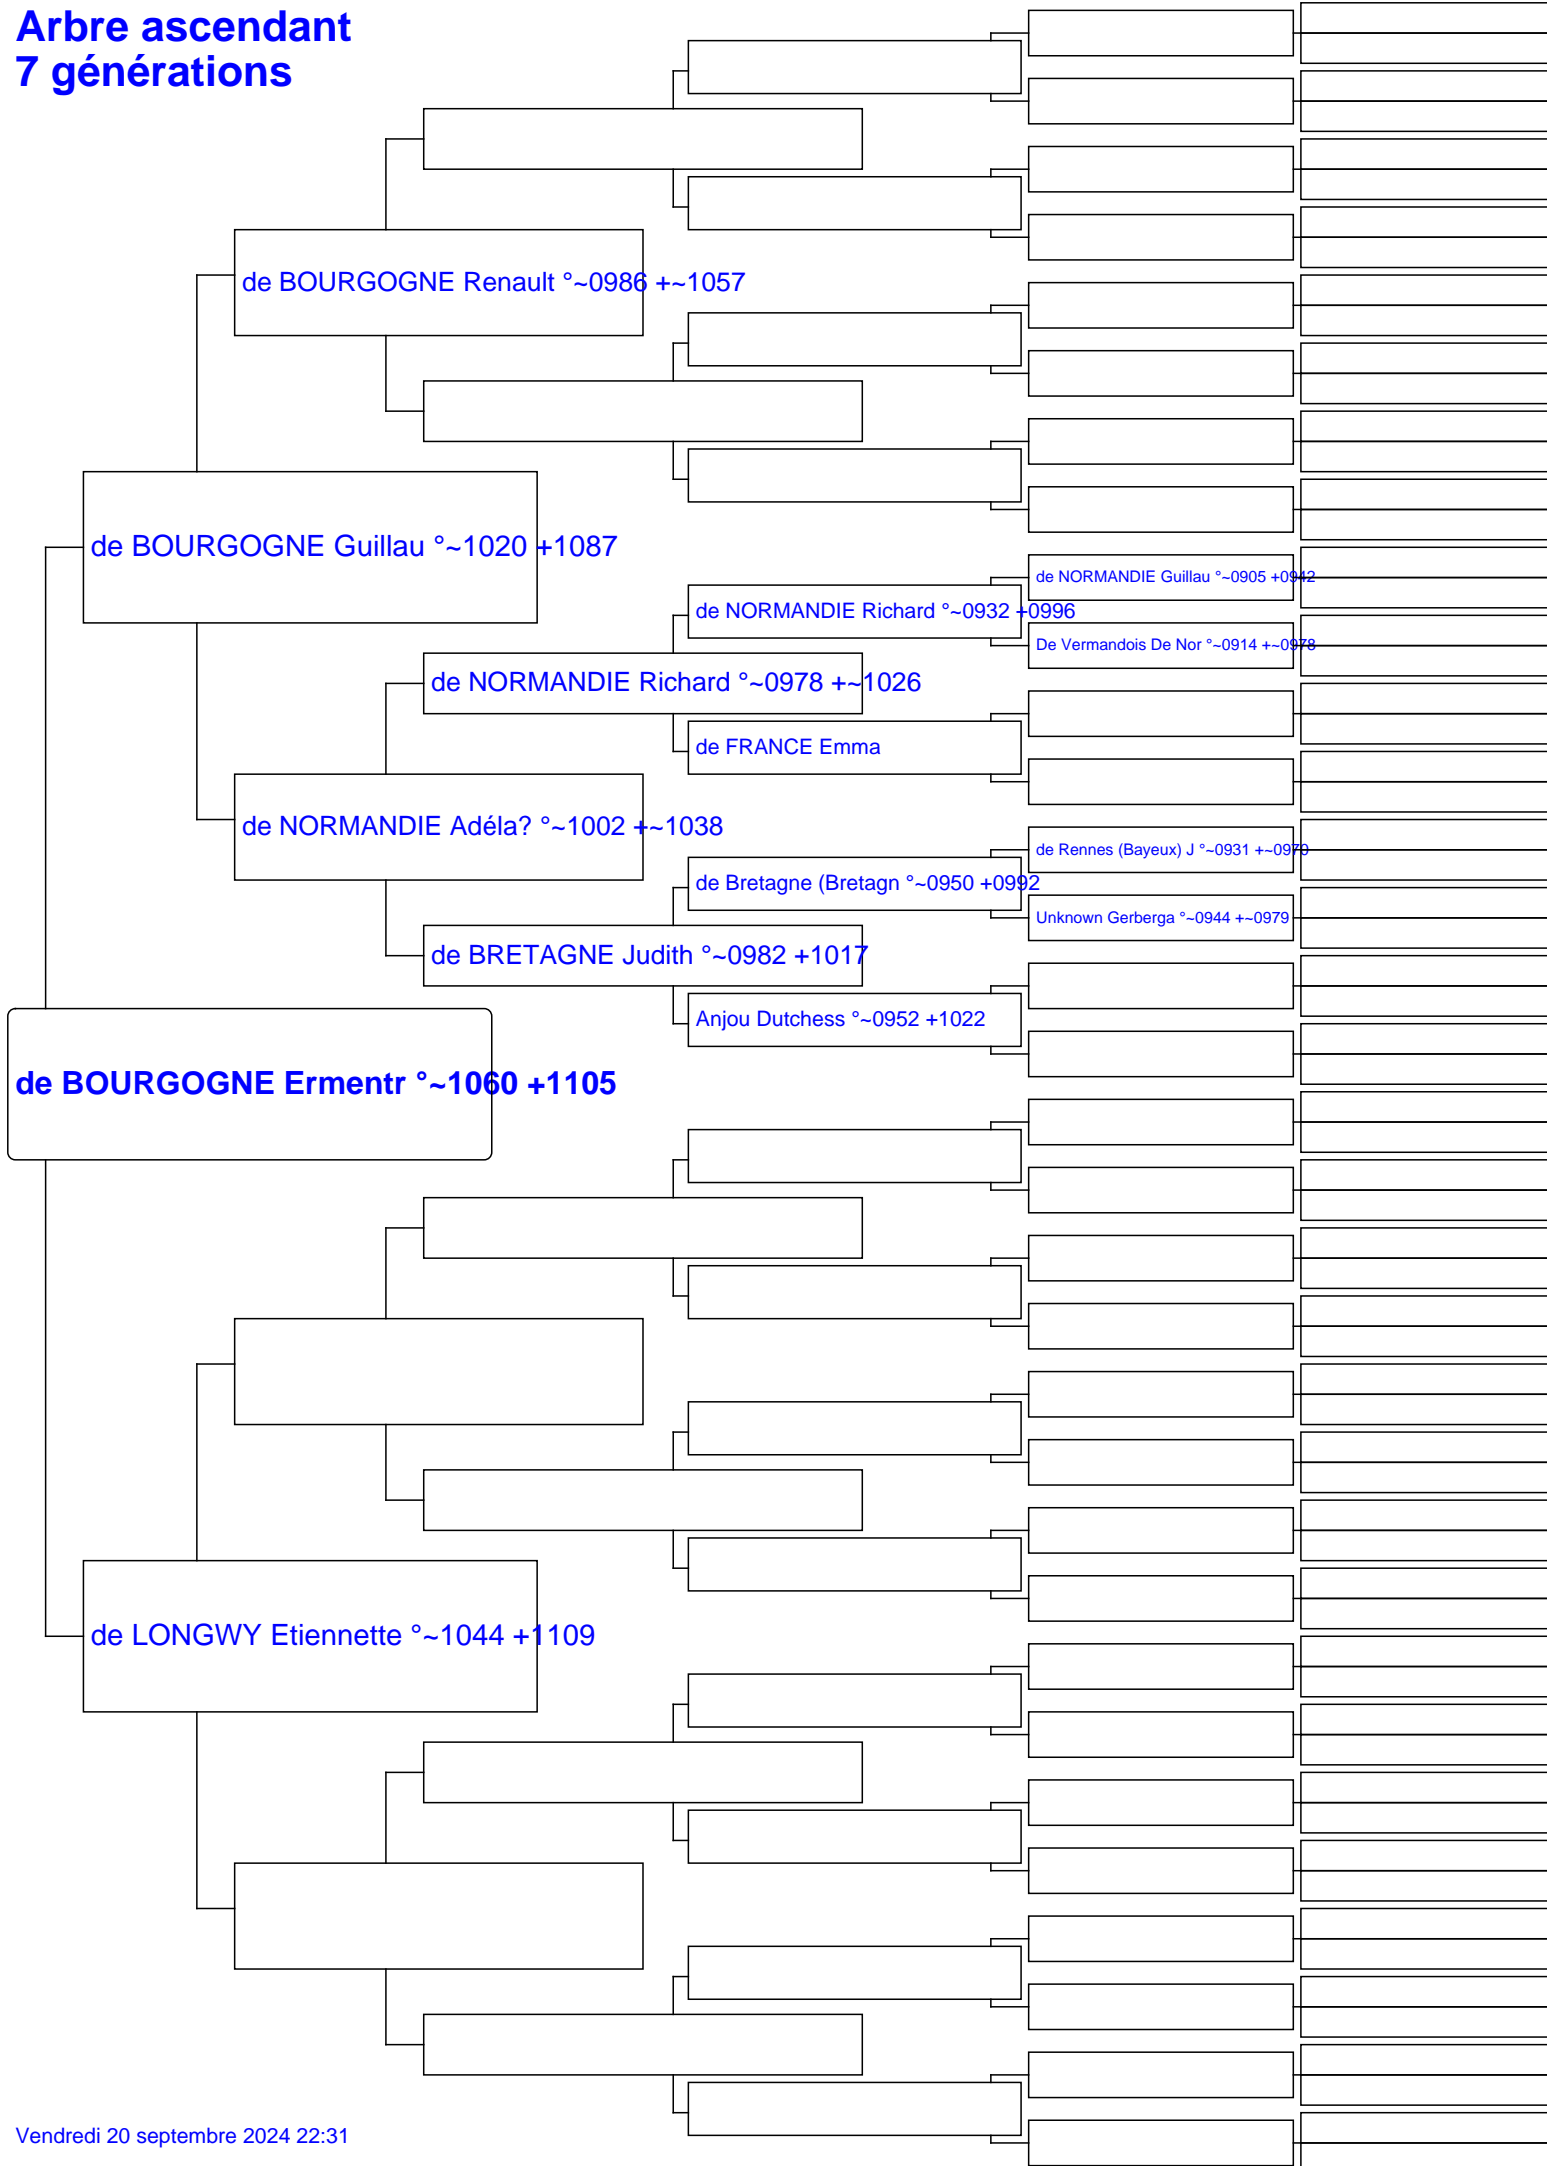 Arbre ascendant
7 générations
de BOURGOGNE Renault °~0986 +~1057
de BOURGOGNE Guillau °~1020 +1087
de NORMANDIE Guillau °~0905 +0942
de NORMANDIE Richard °~0932 +0996
De Vermandois De Nor °~0914 +~0978
de NORMANDIE Richard °~0978 +~1026
de FRANCE Emma
de NORMANDIE Adéla? °~1002 +~1038
de Rennes (Bayeux) J °~0931 +~0970
de Bretagne (Bretagn °~0950 +0992
Unknown Gerberga °~0944 +~0979
de BRETAGNE Judith °~0982 +1017
Anjou Dutchess °~0952 +1022
de BOURGOGNE Ermentr °~1060 +1105
de LONGWY Etiennette °~1044 +1109
Vendredi 20 septembre 2024 22:31